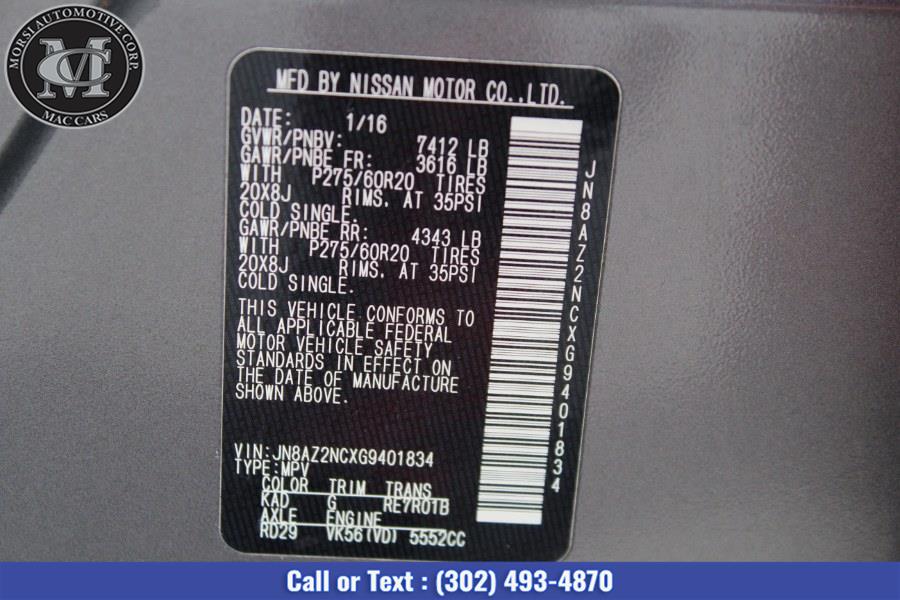 MORSI AUTOMOTIVE CORP.
MC
MAC CARS
MFD BY NISSAN MOTOR CO.,LTD.
DATE: 1/16
GVWR/PNBV: 7412 LB
GAWR/PNBE FR: 3616 LB
WITH P275/60R20 TIRES
20X8J RIMS. AT 35PSI
COLD SINGLE.
GAWR/PNBE RR: 4343 LB
WITH P275/60R20 TIRES
20X8J RIMS. AT 35PSI
COLD SINGLE.
THIS VEHICLE CONFORMS TO
ALL APPLICABLE FEDERAL
MOTOR VEHICLE SAFETY
STANDARDS IN EFFECT ON
THE DATE OF MANUFACTURE
SHOWN ABOVE.
VIN:JN8AZ2NCXG9401834
TYPE:MPV
COLOR TRIM TRANS
KAD G RE7R01B
AXLE ENGINE
RD29 VK56(VD) 5552CC
JN8AZ2NCXG9401834
Call or Text : (302) 493-4870